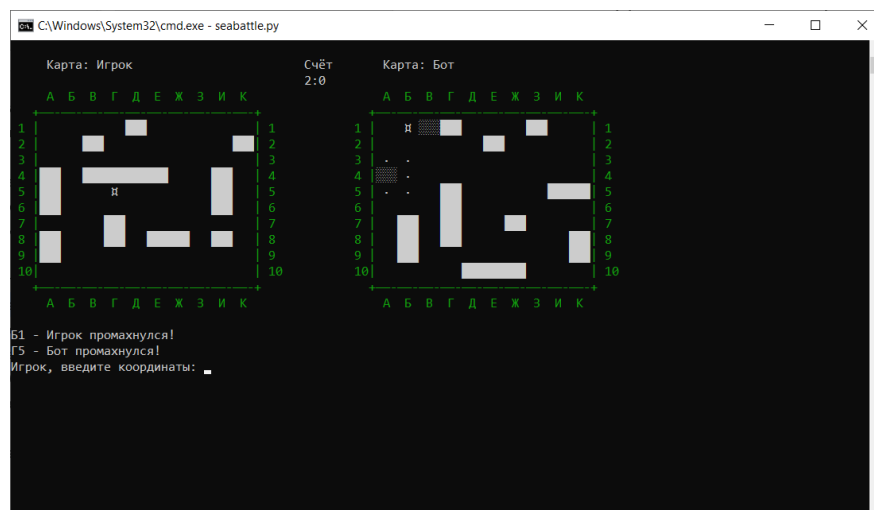 C:\Windows\System32\cmd.exe - seabattle.py
Карта: Игрок Счёт Карта: Бот
2:0
А Б В Г Д Е Ж З И К А Б В Г Д Е Ж З И К
1 1 1 1
2 2 2 2
3 3 3 3
4 4 4 4
5 5 5 5
6 6 6 6
7 7 7 7
8 8 8 8
9 9 9 9
10 10 10 10
А Б В Г Д Е Ж З И К А Б В Г Д Е Ж З И К
Б1 - Игрок промахнулся!
Г5 - Бот промахнулся!
Игрок, введите координаты: